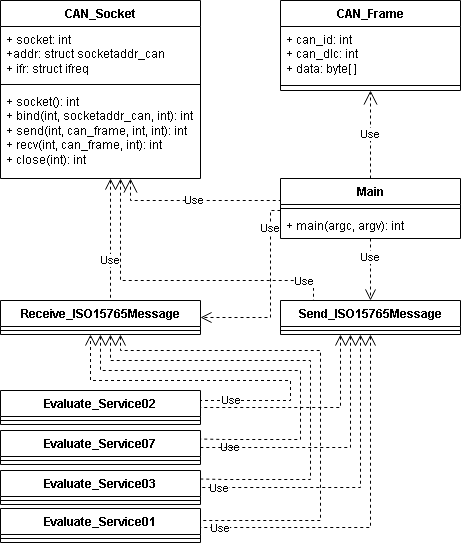 CAN_Socket
+ socket: int
+addr: struct socketaddr_can
+ ifr: struct ifreq
+ socket(): int
+ bind(int, socketaddr_can, int): int
+ send(int, can_frame, int, int): int
+ recv(int, can_frame, int): int
+ close(int): int
CAN_Frame
+ can_id: int
+ can_dlc: int
+ data: byte[]
Use
Main
+ main(argc, argv): int
Use
Use
Use
Use
Use
Receive_ISO15765Message
Send_ISO15765Message
Evaluate_Service02
Use
Evaluate_Service07
Use
Evaluate_Service03
Use
Evaluate_Service01
Use